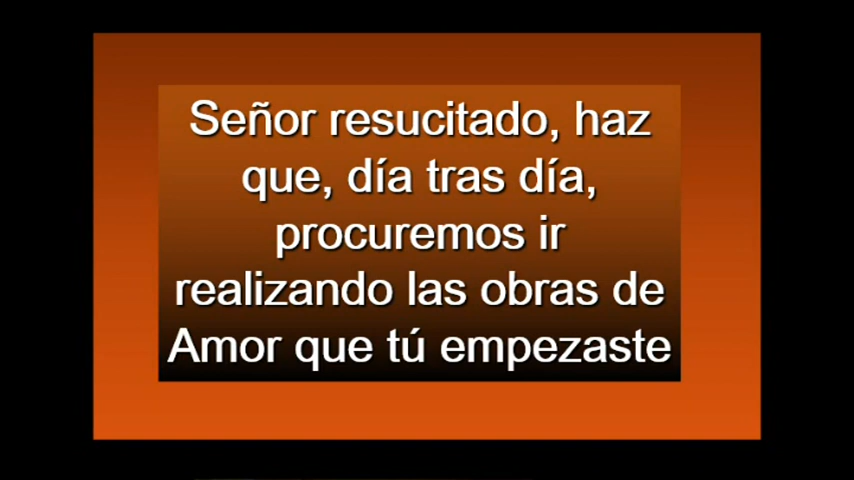 Señor resucitado, haz
que, día tras día,
procuremos ir
realizando las obras de
Amor que tú empezaste